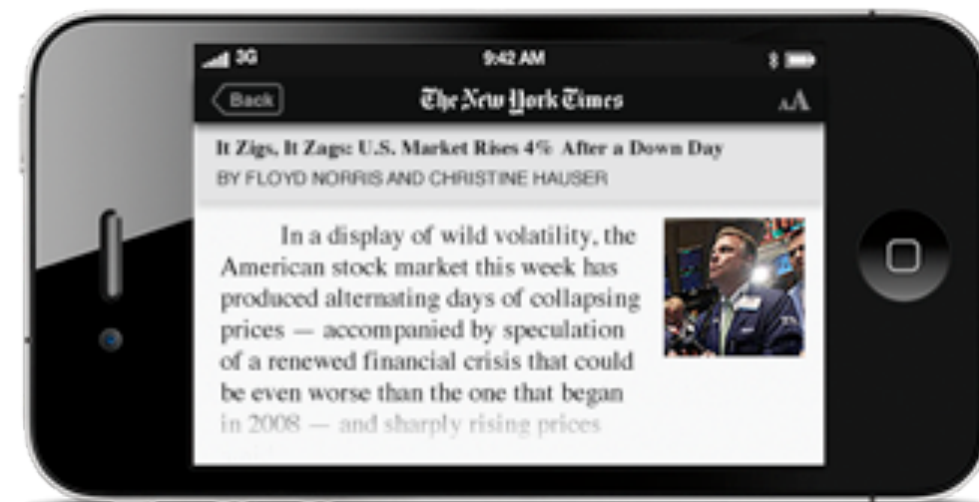 3G 9:42 AM
Back The New York Times AA
It Zigs, It Zags: U.S. Market Rises 4% After a Down Day
BY FLOYD NORRIS AND CHRISTINE HAUSER
In a display of wild volatility, the
American stock market this week has
produced alternating days of collapsing
prices — accompanied by speculation
of a renewed financial crisis that could
be even worse than the one that began
in 2008 — and sharply rising prices